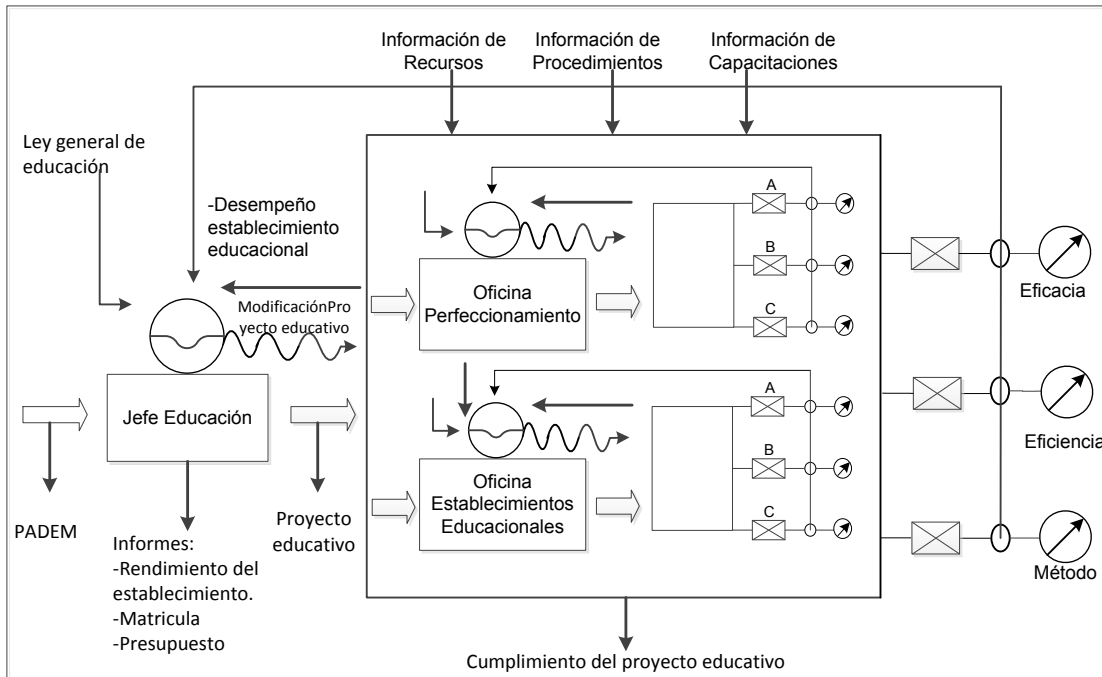 Información de
Recursos
Información de
Procedimientos
Información de
Capacitaciones
Ley general de
educación
-Desempeño
establecimiento
educacional
ModificaciónPro
yecto educativo
Jefe Educación
PADEM
Informes:
-Rendimiento del
establecimiento.
-Matricula
-Presupuesto
Proyecto
educativo
Oficina
Perfeccionamiento
A
B
C
Oficina
Establecimientos
Educacionales
A
B
C
Eficacia
Eficiencia
Método
Cumplimiento del proyecto educativo